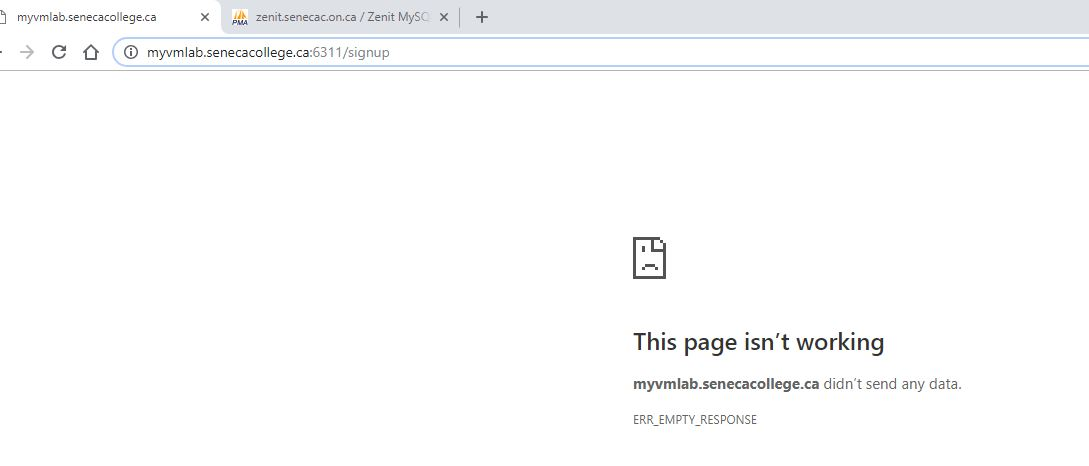 myvmlab.senecacollege.ca
PMA
zenit.senecac.on.ca / Zenit MySQ
myvmlab.senecacollege.ca:6311/signup
This page isn’t working
myvmlab.senecacollege.ca didn’t send any data.
ERR_EMPTY_RESPONSE